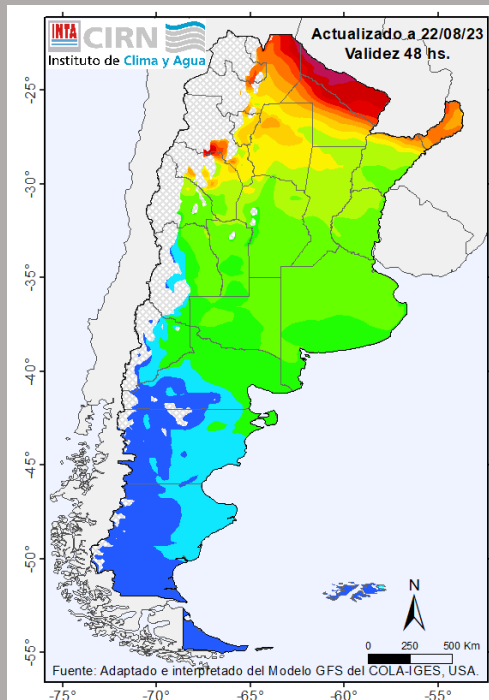 INTA CIRN
Instituto de Clima y Agua
Actualizado a 22/08/23
Validez 48 hs.
-25°
-30°
-35°
-40°
-45°
-50°
-55°
N
0 250 500 Km
Fuente: Adaptado e interpretado del Modelo GFS del COLA-IGES, USA.
-75° -70° -65° -60° -55°